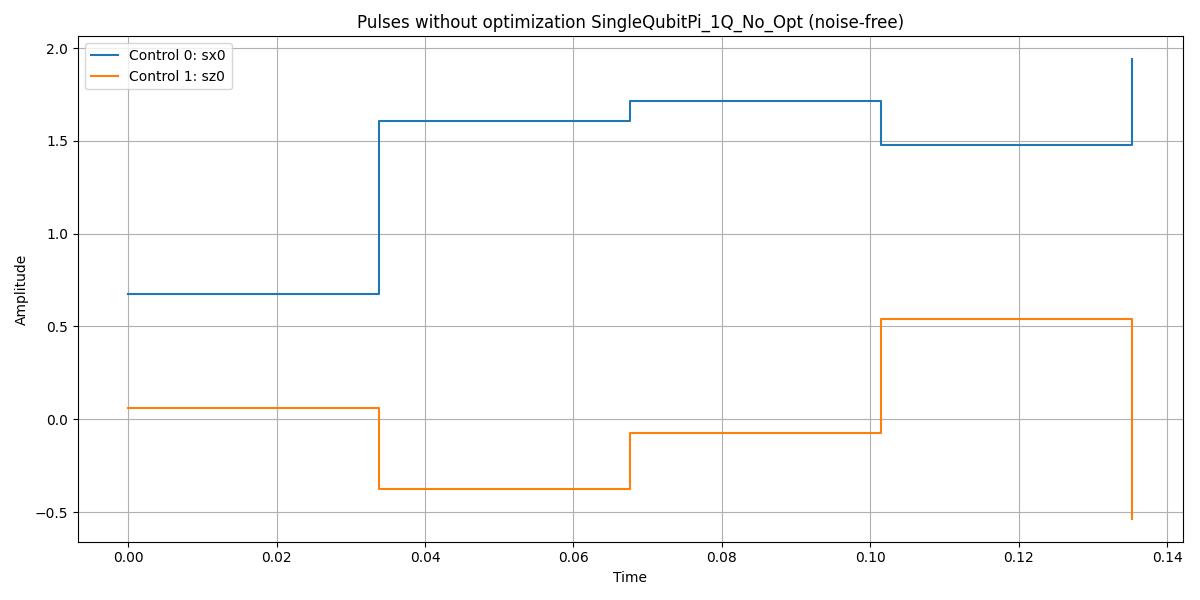 Pulses without optimization SingleQubitPi_1Q_No_Opt (noise-free)
Control 0: sx0
Control 1: sz0
Amplitude
2.0
1.5
1.0
0.5
0.0
−0.5
0.00 0.02 0.04 0.06 0.08 0.10 0.12 0.14
Time